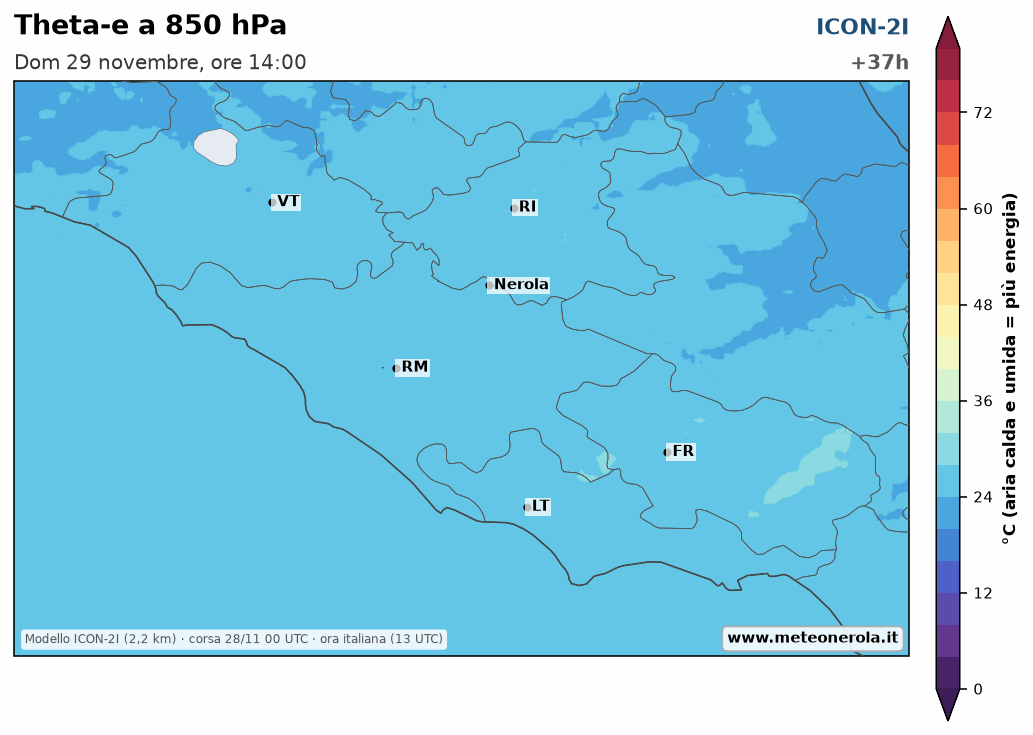 Theta-e a 850 hPa
ICON-2I
Dom 29 novembre, ore 14:00
+37h
VT
RI
Nerola
RM
FR
LT
Modello ICON-2I (2,2 km) · corsa 28/11 00 UTC · ora italiana (13 UTC)
www.meteonerola.it
72
60
48
36
24
12
0
°C (aria calda e umida = più energia)